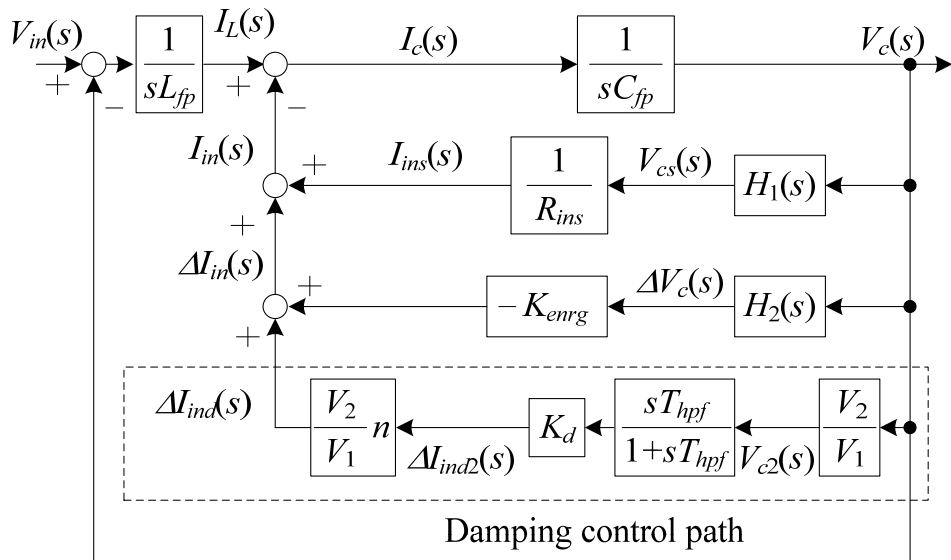 V_in(s) I_L(s) I_c(s) V_c(s)
+ − 1/sL_fp + − 1/sC_fp
I_in(s) + I_ins(s) 1/R_ins V_cs(s) H_1(s)
+
ΔI_in(s) + −K_enrg ΔV_c(s) H_2(s)
+
ΔI_ind(s) V_2/V_1 n ΔI_ind2(s) K_d sT_hpf/1+sT_hpf V_c2(s) V_2/V_1
Damping control path